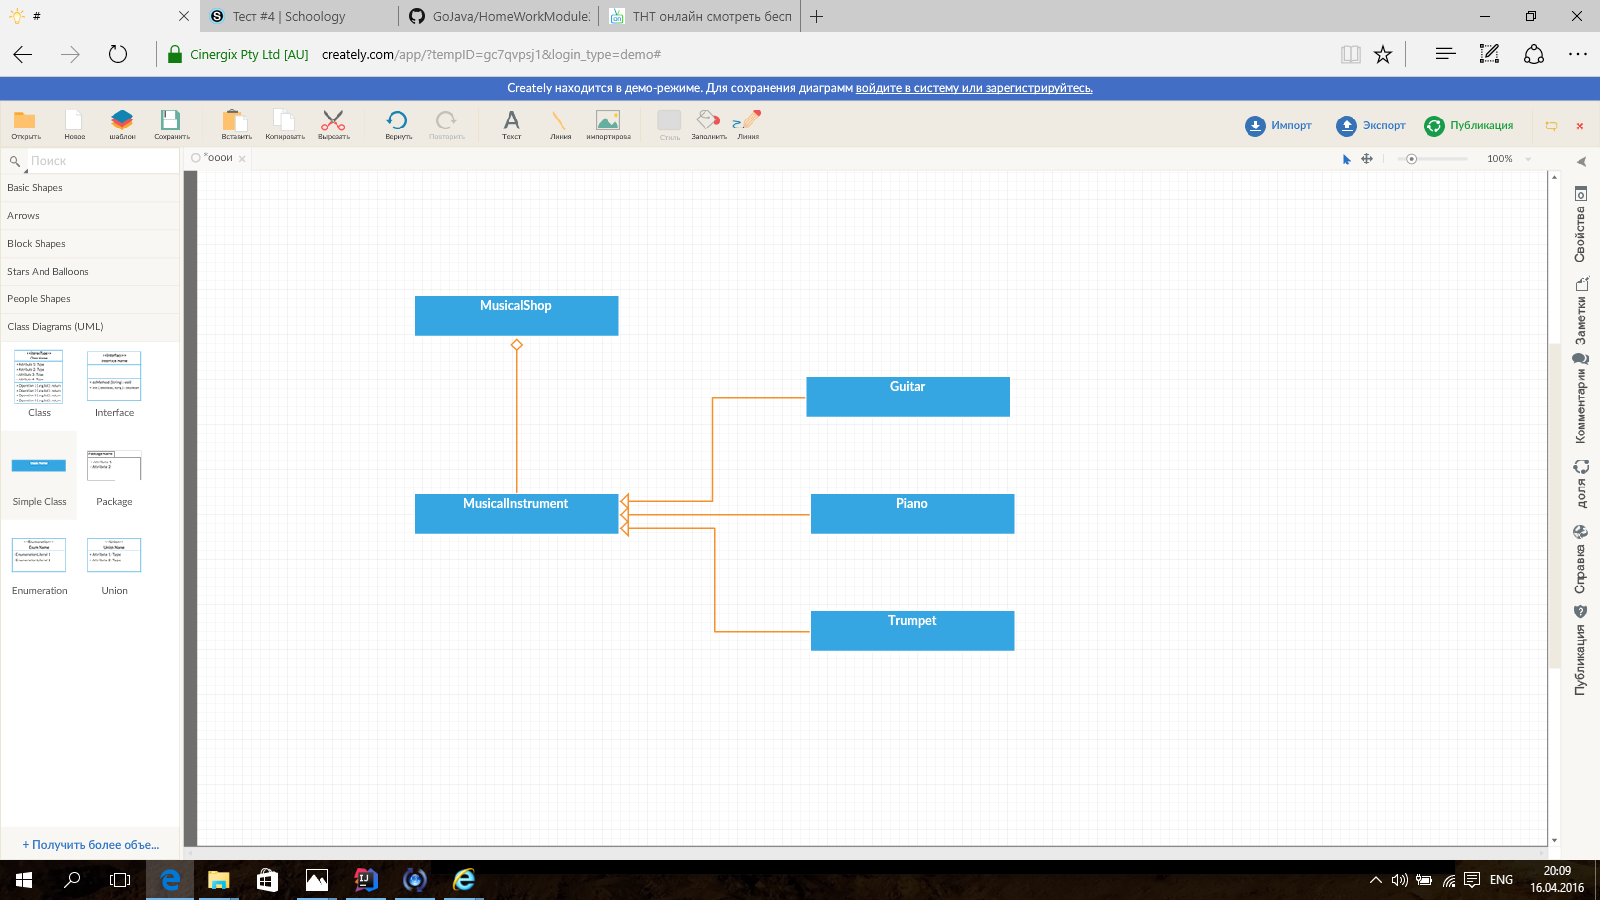 #
Тест #4 | Schoology
GoJava/HomeWorkModule
ТНТ онлайн смотреть бесп
Cinergix Pty Ltd [AU]
creately.com/app/?tempID=gc7qvpsj1&login_type=demo#
Creately находится в демо-режиме. Для сохранения диаграмм войдите в систему или зарегистрируйтесь.
Открыть
Новое
шаблон
Сохранить
Вставить
Копировать
Вырезать
Вернуть
Повторить
Текст
Линия
импортирова
Стиль
Заполнить
Линия
Импорт
Экспорт
Публикация
Поиск
*ооои
100%
Basic Shapes
Arrows
Block Shapes
Stars And Balloons
People Shapes
Class Diagrams (UML)
Class
Interface
Simple Class
Package
Enumeration
Union
+ Получить более объе...
MusicalShop
Guitar
MusicalInstrument
Piano
Trumpet
Свойства
Заметки
Комментарии
доля
Справка
Публикация
ENG
20:09
16.04.2016